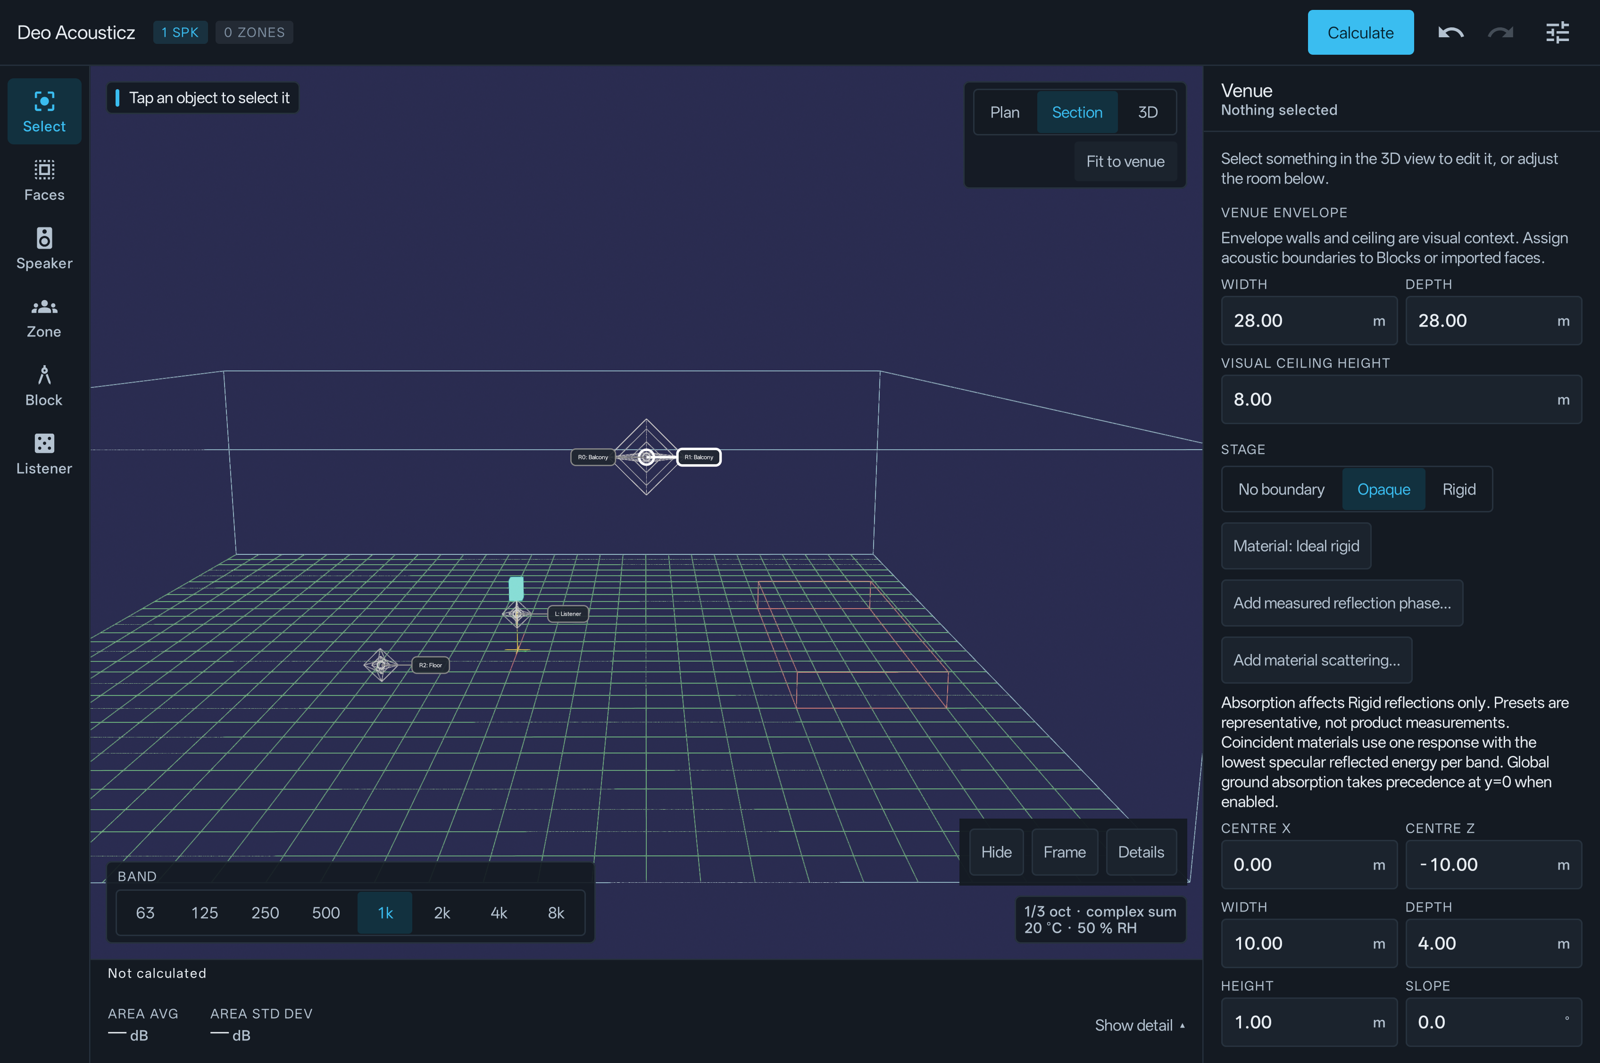 Deo Acousticz
1 SPK
0 ZONES
Calculate
Select
Faces
Speaker
Zone
Block
Listener
Tap an object to select it
Plan
Section
3D
Fit to venue
R0: Balcony
R1: Balcony
L: Listener
R2: Floor
Hide
Frame
Details
BAND
63
125
250
500
1k
2k
4k
8k
1/3 oct · complex sum
20 °C · 50 % RH
Not calculated
AREA AVG
— dB
AREA STD DEV
— dB
Show detail
Venue
Nothing selected
Select something in the 3D view to edit it, or adjust
the room below.
VENUE ENVELOPE
Envelope walls and ceiling are visual context. Assign
acoustic boundaries to Blocks or imported faces.
WIDTH
DEPTH
28.00 m
28.00 m
VISUAL CEILING HEIGHT
8.00 m
STAGE
No boundary
Opaque
Rigid
Material: Ideal rigid
Add measured reflection phase...
Add material scattering...
Absorption affects Rigid reflections only. Presets are
representative, not product measurements.
Coincident materials use one response with the
lowest specular reflected energy per band. Global
ground absorption takes precedence at y=0 when
enabled.
CENTRE X
CENTRE Z
0.00 m
-10.00 m
WIDTH
DEPTH
10.00 m
4.00 m
HEIGHT
SLOPE
1.00 m
0.0 °